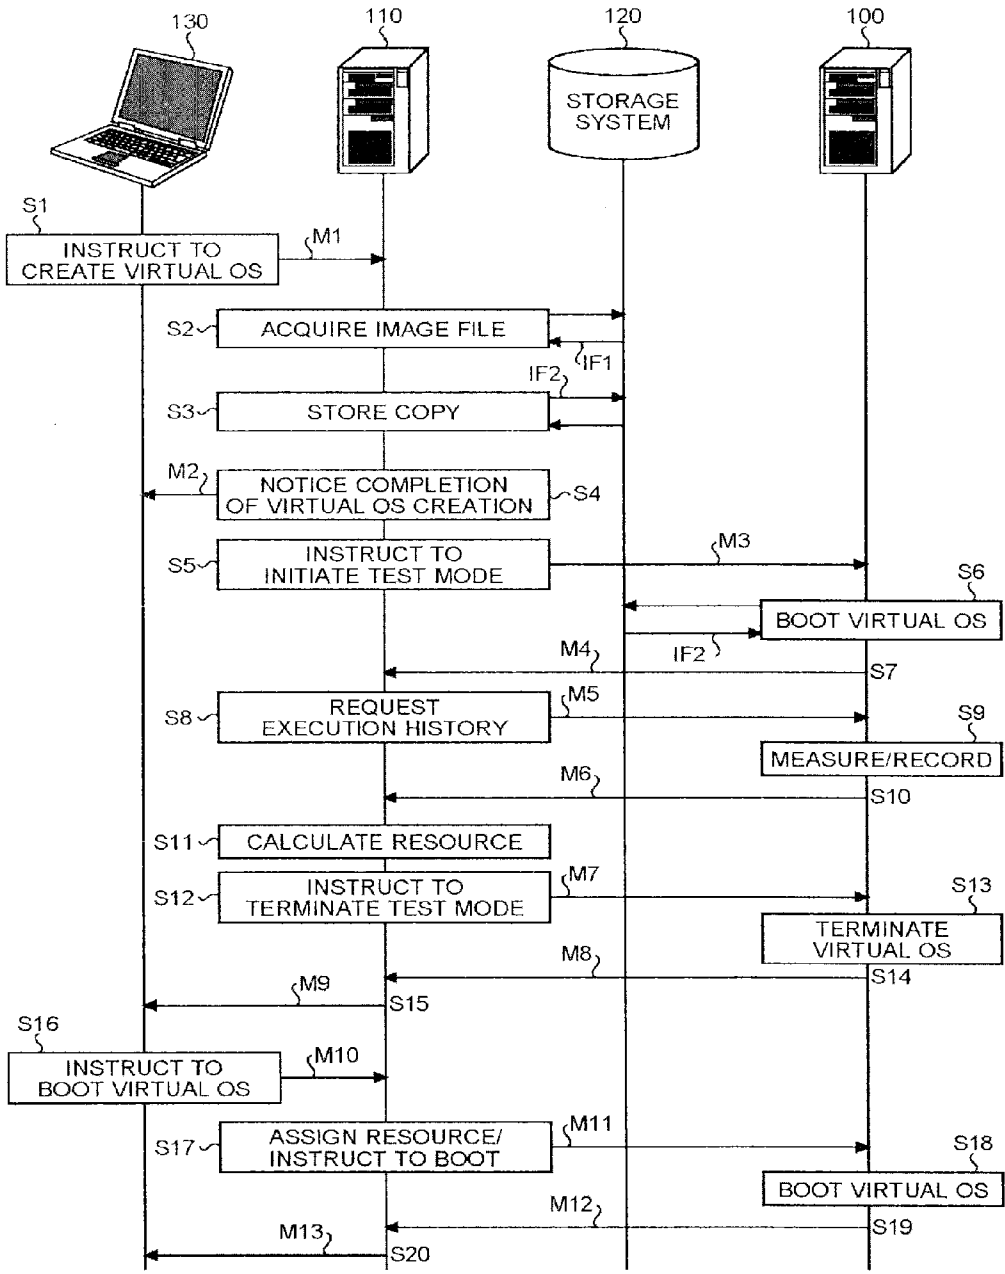 130
110
120
100
STORAGE
SYSTEM
S1
INSTRUCT TO
CREATE VIRTUAL OS
M1
S2
ACQUIRE IMAGE FILE
IF1
IF2
S3
STORE COPY
M2
NOTICE COMPLETION
OF VIRTUAL OS CREATION
S4
S5
INSTRUCT TO
INITIATE TEST MODE
M3
S6
BOOT VIRTUAL OS
IF2
M4
S7
S8
REQUEST
EXECUTION HISTORY
M5
S9
MEASURE/RECORD
M6
S10
S11
CALCULATE RESOURCE
S12
INSTRUCT TO
TERMINATE TEST MODE
M7
S13
TERMINATE
VIRTUAL OS
M8
S14
M9
S15
S16
INSTRUCT TO
BOOT VIRTUAL OS
M10
S17
ASSIGN RESOURCE/
INSTRUCT TO BOOT
M11
S18
BOOT VIRTUAL OS
M12
S19
M13
S20